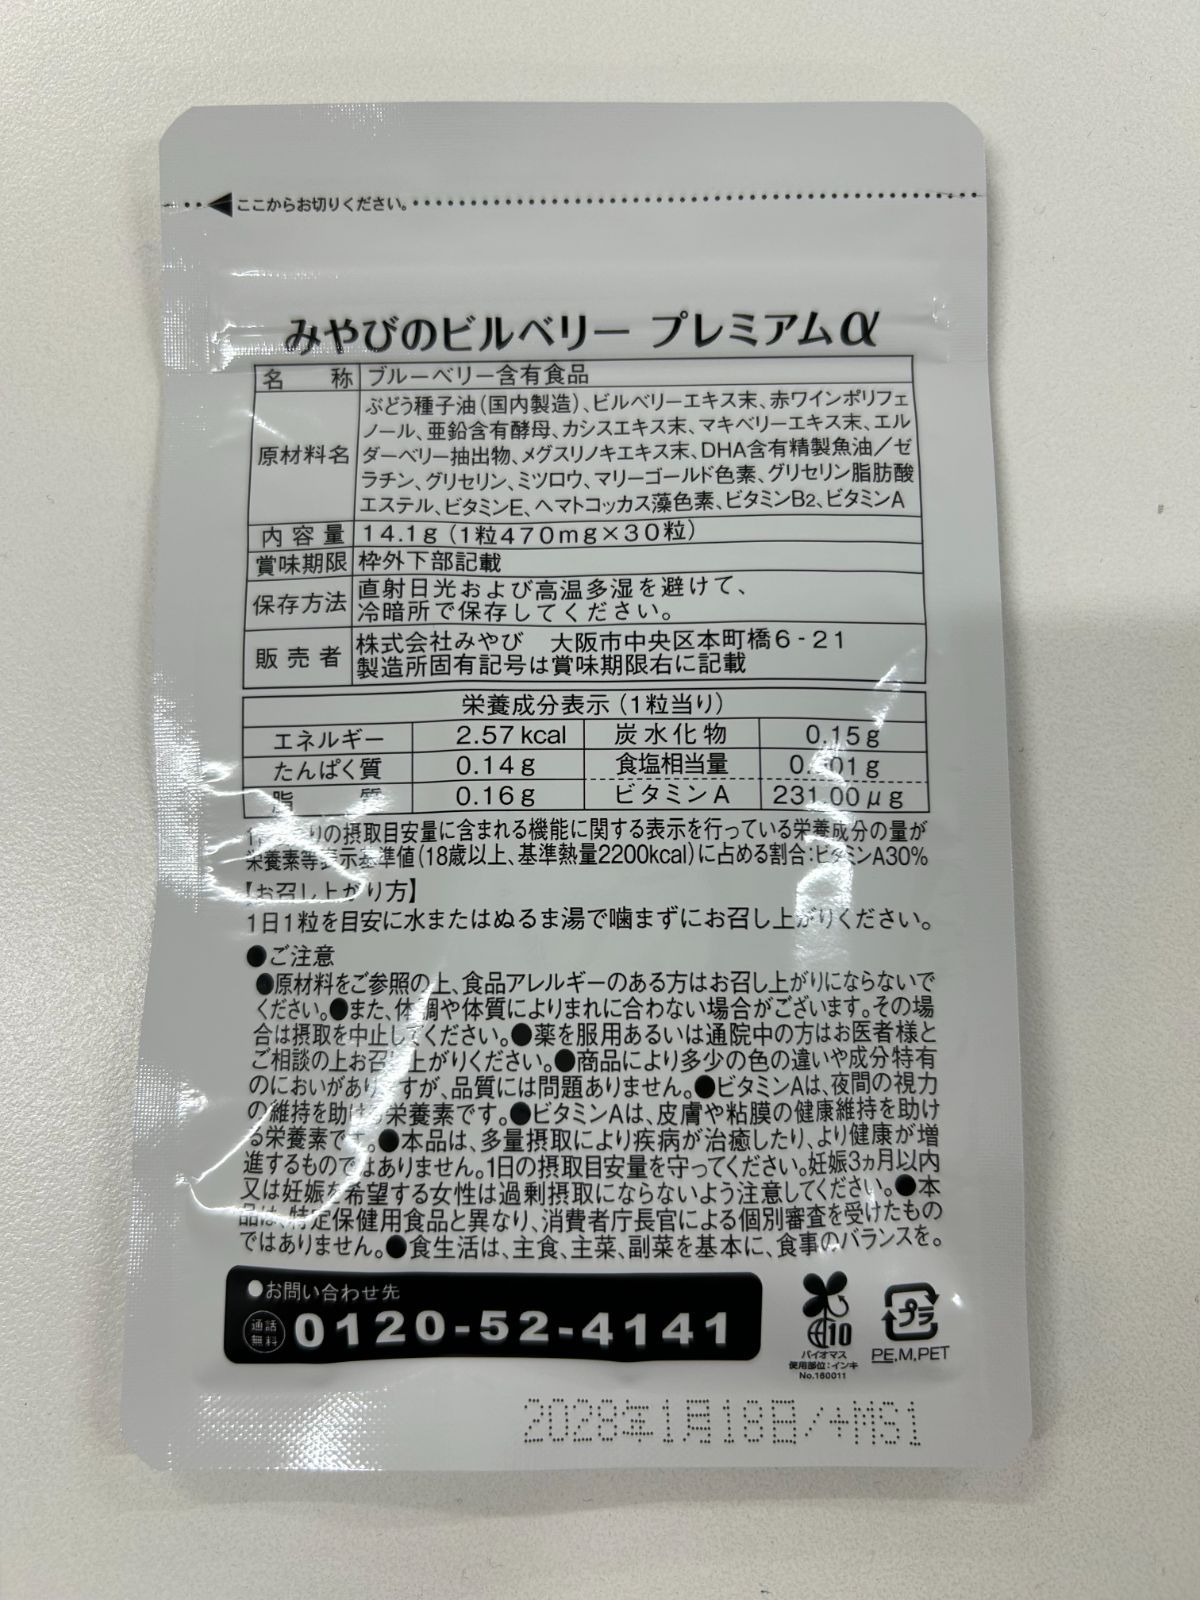 ここからお切りください。
みやびのビルベリー プレミアムα
名称 ブルーベリー含有食品
原材料名 ぶどう種子油(国内製造)、ビルベリーエキス末、赤ワインポリフェ
ノール、亜鉛含有酵母、カシスエキス末、マキベリーエキス末、エル
ダーベリー抽出物、メグスリノキエキス末、DHA含有精製魚油/ゼ
ラチン、グリセリン、ミツロウ、マリーゴールド色素、グリセリン脂肪酸
エステル、ビタミンE、ヘマトコッカス藻色素、ビタミンB2、ビタミンA
内容量 14.1g(1粒470mg×30粒)
賞味期限 枠外下部記載
保存方法 直射日光および高温多湿を避けて、
冷暗所で保存してください。
販売者 株式会社みやび 大阪市中央区本町橋6-21
製造所固有記号は賞味期限右に記載
栄養成分表示(1粒当り)
エネルギー 2.57kcal 炭水化物 0.15g
たんぱく質 0.14g 食塩相当量
脂質 0.16g ビタミンA 231.00μg
の摂取目安量に含まれる機能に関する表示を行っている栄養成分の量が
栄養素等表示基準値(18歳以上、基準熱量2200kcal)に占める割合:ビタミンA30%
【お召し上がり方】
1日1粒を目安に水またはぬるま湯で噛まずにお召し上がりください。
●ご注意
●原材料をご参照の上、食品アレルギーのある方はお召し上がりにならないで
ください。●また、体調や体質によりまれに合わない場合がございます。その場
合は摂取を中止してください。●薬を服用あるいは通院中の方はお医者様と
ご相談の上お召し上がりください。●商品により多少の色の違いや成分特有
のにおいがありますが、品質には問題ありません。●ビタミンAは、夜間の視力
の維持を助ける栄養素です。●ビタミンAは、皮膚や粘膜の健康維持を助け
る栄養素です。●本品は、多量摂取により疾病が治癒したり、より健康が増
進するものではありません。1日の摂取目安量を守ってください。妊娠3ヵ月以内
又は妊娠を希望する女性は過剰摂取にならないよう注意してください。●本
品は、特定保健用食品と異なり、消費者庁長官による個別審査を受けたもの
ではありません。●食生活は、主食、主菜、副菜を基本に、食事のバランスを。
●お問い合わせ先
通話無料 0120-52-4141
10
バイオマス
使用部位:インキ
No.160011
プラ
PE,M,PET
2028年1月18日/+MS1